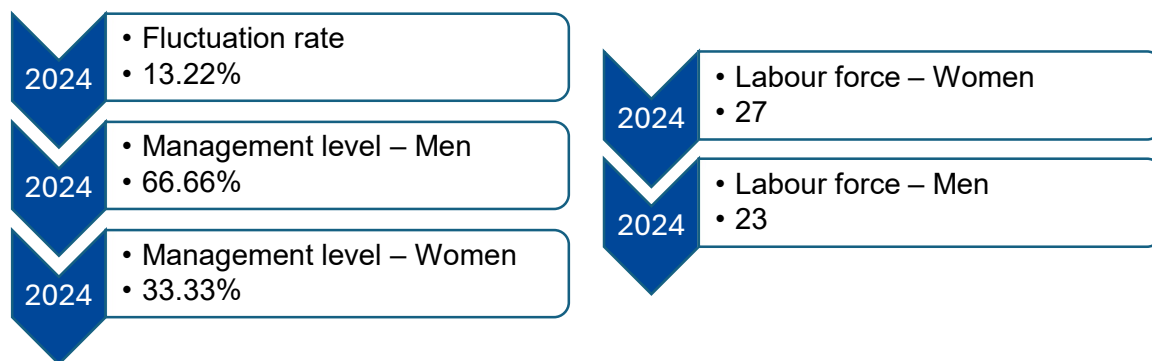 2024
• Fluctuation rate
• 13.22%
2024
• Management level – Men
• 66.66%
2024
• Management level – Women
• 33.33%
2024
• Labour force – Women
• 27
2024
• Labour force – Men
• 23